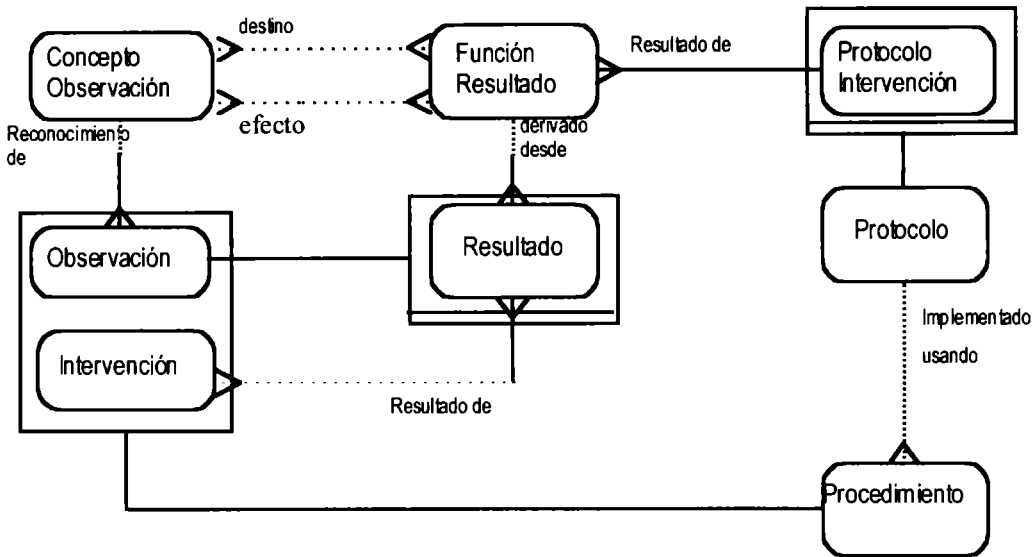 destino
Concepto
Observación
Función
Resultado
Resultado de
Protocolo
Intervención
efecto
Reconocimiento
de
derivado
desde
Observación
Resultado
Protocolo
Intervención
Implementado
usando
Resultado de
Procedimiento